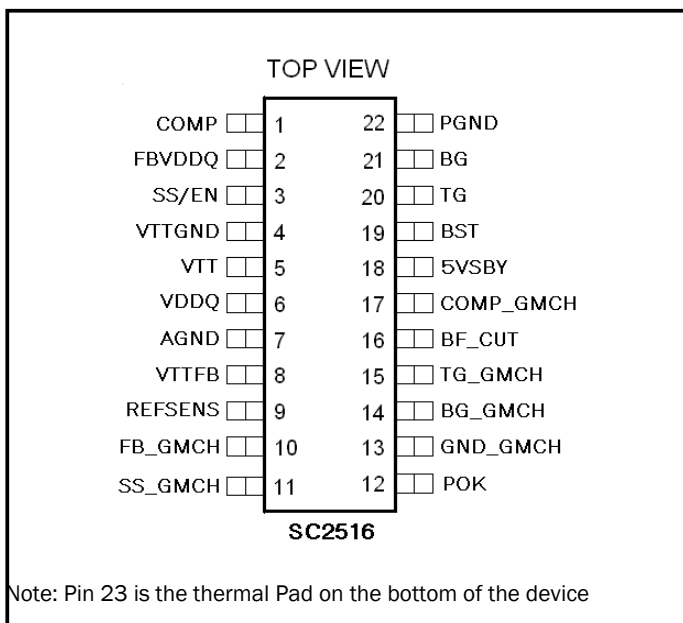 TOP VIEW
COMP 1 22 PGND
FBVDDQ 2 21 BG
SS/EN 3 20 TG
VTTGND 4 19 BST
VTT 5 18 5VSBY
VDDQ 6 17 COMP_GMCH
AGND 7 16 BF_CUT
VTTFB 8 15 TG_GMCH
REFSENS 9 14 BG_GMCH
FB_GMCH 10 13 GND_GMCH
SS_GMCH 11 12 POK
SC2516
Note: Pin 23 is the thermal Pad on the bottom of the device